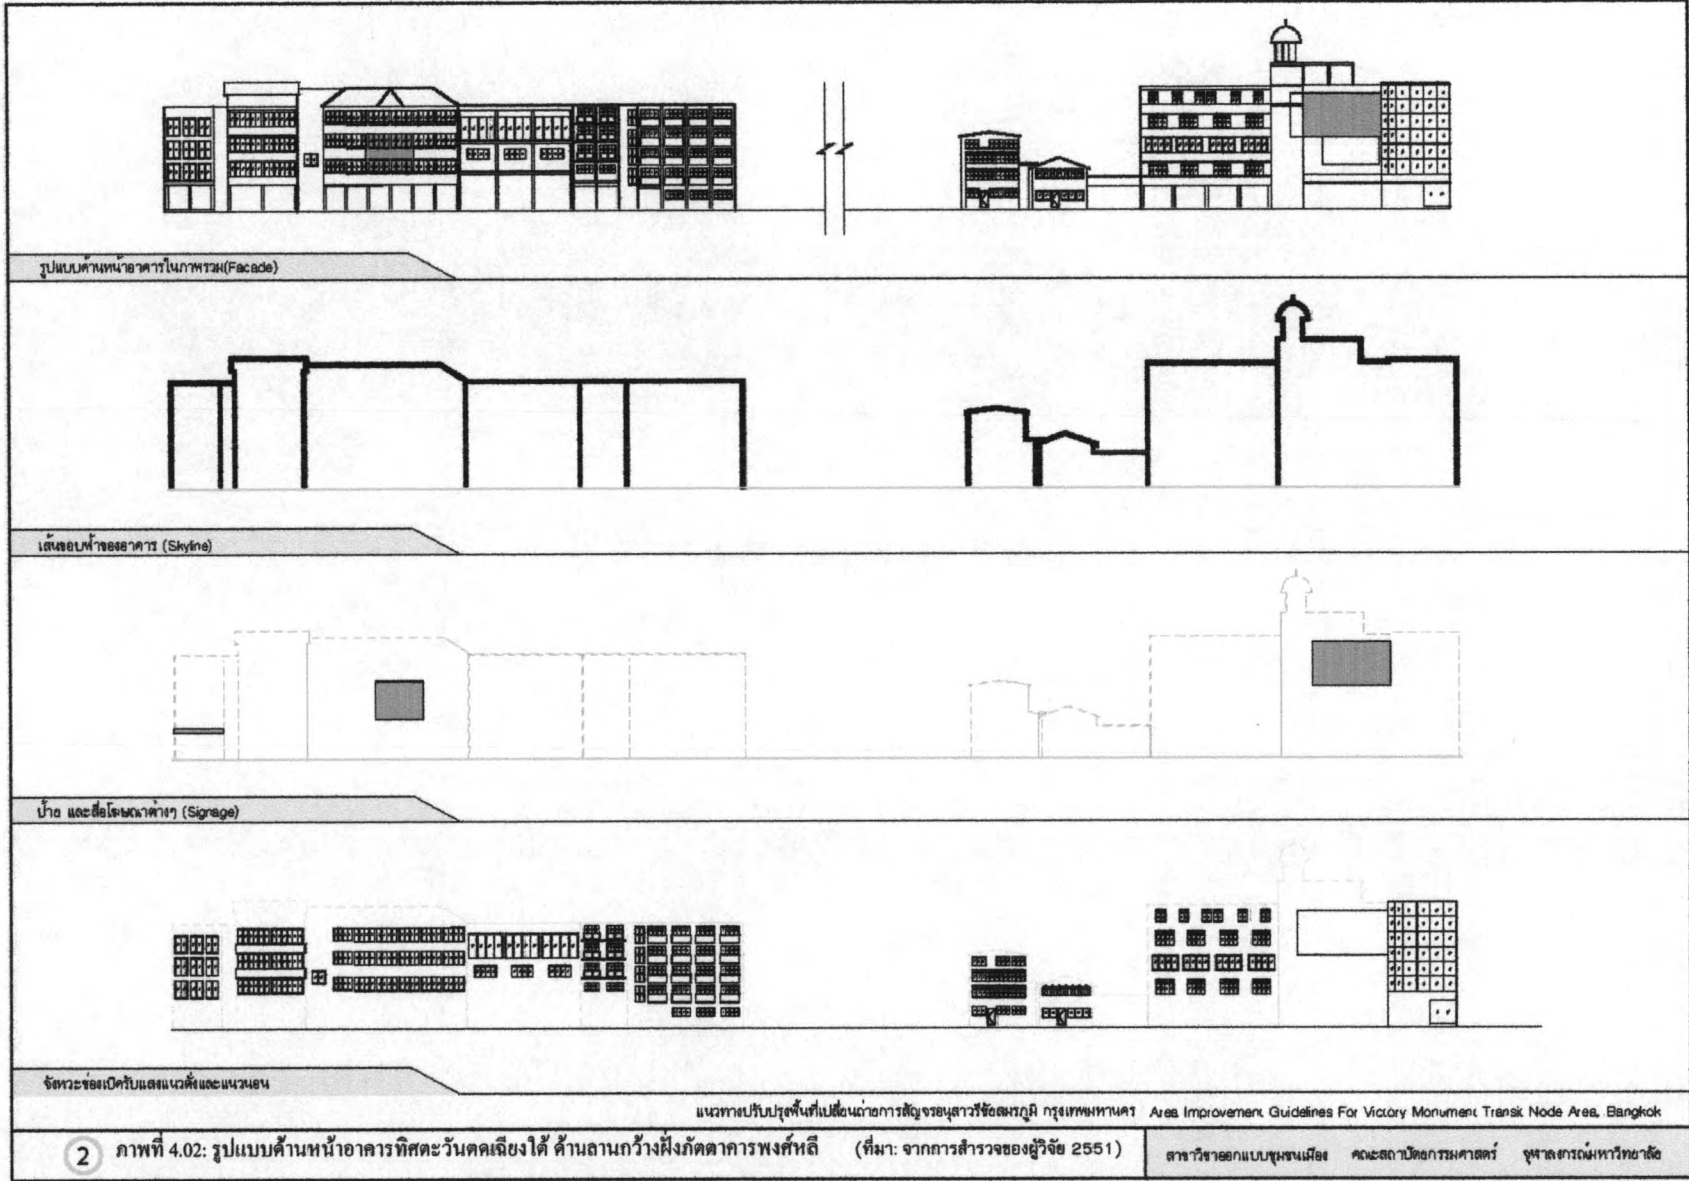 รูปแบบด้านหน้าอาคารในภาพรวม(Facade)
เส้นขอบฟ้าของอาคาร (Skyline)
ป้าย และสื่อโฆษณาต่างๆ (Signage)
จังหวะช่องเปิดรับแสงแนวตั้งและแนวนอน
แนวทางปรับปรุงพื้นที่เปลี่ยนถ่ายการสัญจรอนุสาวรีย์ชัยสมรภูมิ กรุงเทพมหานคร Area Improvement Guidelines For Victory Monument Transit Node Area, Bangkok
2 ภาพที่ 4.02: รูปแบบด้านหน้าอาคารทิศตะวันตกเฉียงใต้ ด้านลานกว้างฝั่งภัตตาคารพงศ์หลี (ที่มา: จากการสำรวจของผู้วิจัย 2551)
สาขาวิชาออกแบบชุมชนเมือง คณะสถาปัตยกรรมศาสตร์ จุฬาลงกรณ์มหาวิทยาลัย